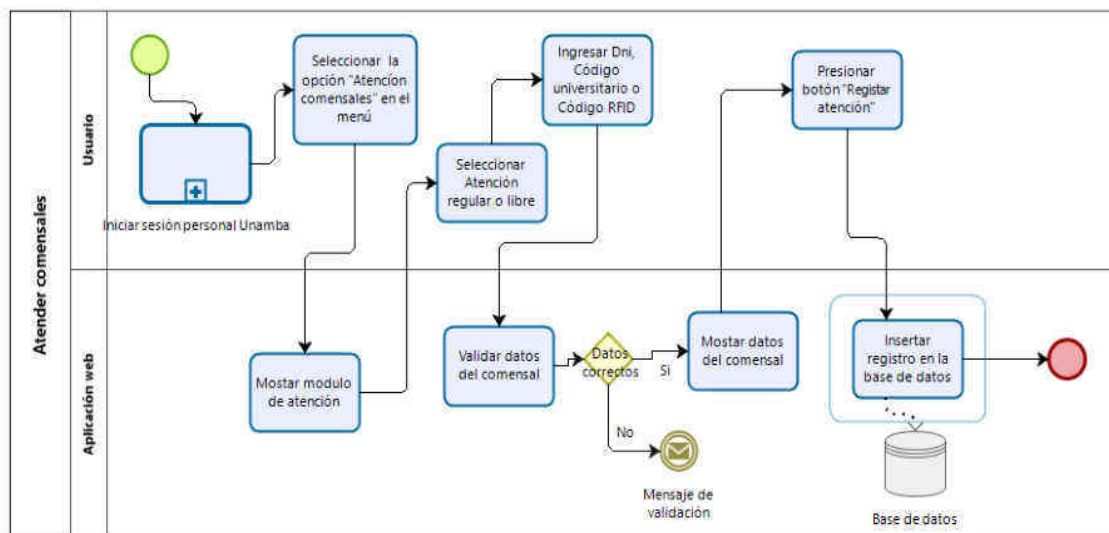 Atender comensales
Usuario
Iniciar sesión personal Unamba
Seleccionar la
opción "Atencíon
comensales" en el
menú
Seleccionar
Atención
regular o libre
Ingresar Dni,
Código
universitario o
Código RFID
Presionar
botón "Registar
atención"
Aplicación web
Mostar modulo
de atención
Validar datos
del comensal
Datos
correctos
Si
No
Mensaje de
validación
Mostar datos
del comensal
Insertar
registro en la
base de datos
Base de datos